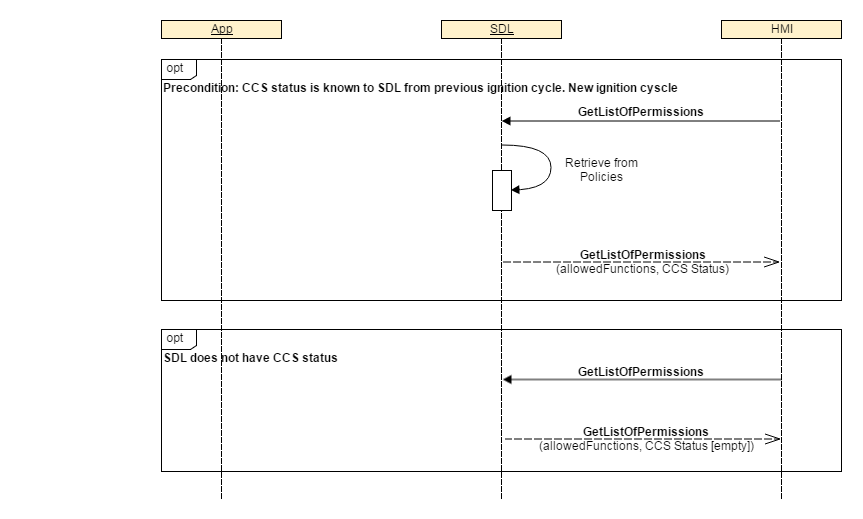 App SDL HMI
opt
Precondition: CCS status is known to SDL from previous ignition cycle. New ignition cyscle
GetListOfPermissions
Retrieve from
Policies
GetListOfPermissions
(allowedFunctions, CCS Status)
opt
SDL does not have CCS status
GetListOfPermissions
GetListOfPermissions
(allowedFunctions, CCS Status [empty])